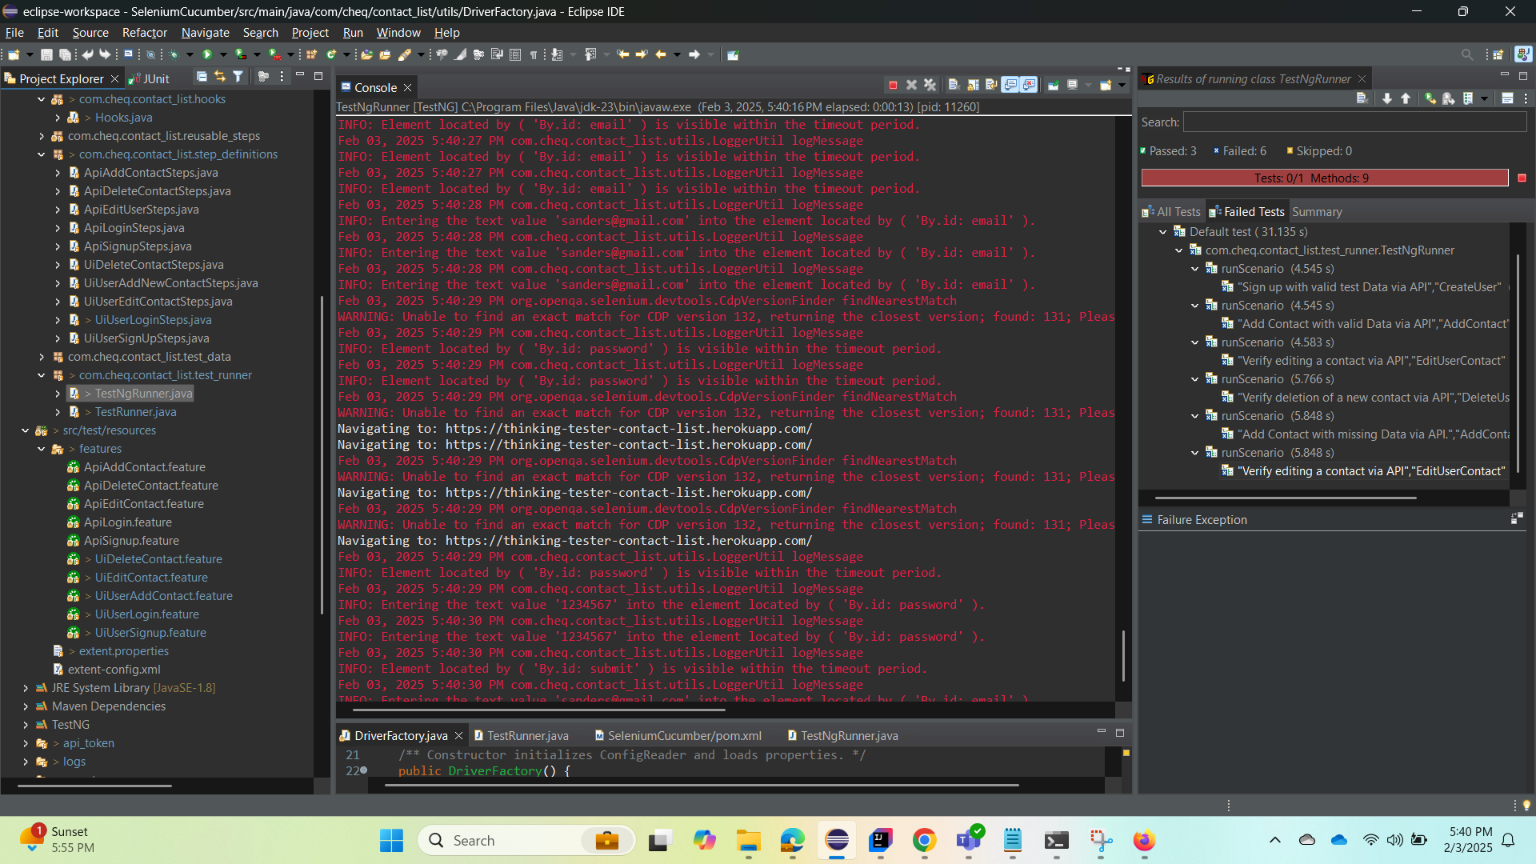 eclipse-workspace - SeleniumCucumber/src/main/java/com/cheq/contact_list/utils/DriverFactory.java - Eclipse IDE
File Edit Source Refactor Navigate Search Project Run Window Help
Project Explorer
JUnit
com.cheq.contact_list.hooks
> Hooks.java
com.cheq.contact_list.reusable_steps
> com.cheq.contact_list.step_definitions
ApiAddContactSteps.java
ApiDeleteContactSteps.java
ApiEditUserSteps.java
ApiLoginSteps.java
ApiSignupSteps.java
UiDeleteContactSteps.java
UiUserAddNewContactSteps.java
UiUserEditContactSteps.java
> UiUserLoginSteps.java
UiUserSignUpSteps.java
com.cheq.contact_list.test_data
> com.cheq.contact_list.test_runner
> TestNgRunner.java
> TestRunner.java
> src/test/resources
> features
ApiAddContact.feature
ApiDeleteContact.feature
ApiEditContact.feature
ApiLogin.feature
ApiSignup.feature
> UiDeleteContact.feature
> UiEditContact.feature
> UiUserAddContact.feature
> UiUserLogin.feature
> UiUserSignup.feature
> extent.properties
extent-config.xml
JRE System Library [JavaSE-1.8]
Maven Dependencies
TestNG
> api_token
> logs
Console
TestNgRunner [TestNG] C:\Program Files\Java\jdk-23\bin\javaw.exe (Feb 3, 2025, 5:40:16 PM elapsed: 0:00:13) [pid: 11260]
INFO: Element located by ( 'By.id: email' ) is visible within the timeout period.
Feb 03, 2025 5:40:27 PM com.cheq.contact_list.utils.LoggerUtil logMessage
INFO: Element located by ( 'By.id: email' ) is visible within the timeout period.
Feb 03, 2025 5:40:27 PM com.cheq.contact_list.utils.LoggerUtil logMessage
INFO: Element located by ( 'By.id: email' ) is visible within the timeout period.
Feb 03, 2025 5:40:28 PM com.cheq.contact_list.utils.LoggerUtil logMessage
INFO: Entering the text value 'sanders@gmail.com' into the element located by ( 'By.id: email' ).
Feb 03, 2025 5:40:28 PM com.cheq.contact_list.utils.LoggerUtil logMessage
INFO: Entering the text value 'sanders@gmail.com' into the element located by ( 'By.id: email' ).
Feb 03, 2025 5:40:28 PM com.cheq.contact_list.utils.LoggerUtil logMessage
INFO: Entering the text value 'sanders@gmail.com' into the element located by ( 'By.id: email' ).
Feb 03, 2025 5:40:29 PM org.openqa.selenium.devtools.CdpVersionFinder findNearestMatch
WARNING: Unable to find an exact match for CDP version 132, returning the closest version; found: 131; Pleas
Feb 03, 2025 5:40:29 PM com.cheq.contact_list.utils.LoggerUtil logMessage
INFO: Element located by ( 'By.id: password' ) is visible within the timeout period.
Feb 03, 2025 5:40:29 PM com.cheq.contact_list.utils.LoggerUtil logMessage
INFO: Element located by ( 'By.id: password' ) is visible within the timeout period.
Feb 03, 2025 5:40:29 PM org.openqa.selenium.devtools.CdpVersionFinder findNearestMatch
WARNING: Unable to find an exact match for CDP version 132, returning the closest version; found: 131; Pleas
Navigating to: https://thinking-tester-contact-list.herokuapp.com/
Navigating to: https://thinking-tester-contact-list.herokuapp.com/
Feb 03, 2025 5:40:29 PM org.openqa.selenium.devtools.CdpVersionFinder findNearestMatch
WARNING: Unable to find an exact match for CDP version 132, returning the closest version; found: 131; Pleas
Navigating to: https://thinking-tester-contact-list.herokuapp.com/
Feb 03, 2025 5:40:29 PM org.openqa.selenium.devtools.CdpVersionFinder findNearestMatch
WARNING: Unable to find an exact match for CDP version 132, returning the closest version; found: 131; Pleas
Navigating to: https://thinking-tester-contact-list.herokuapp.com/
Feb 03, 2025 5:40:29 PM com.cheq.contact_list.utils.LoggerUtil logMessage
INFO: Element located by ( 'By.id: password' ) is visible within the timeout period.
Feb 03, 2025 5:40:29 PM com.cheq.contact_list.utils.LoggerUtil logMessage
INFO: Entering the text value '1234567' into the element located by ( 'By.id: password' ).
Feb 03, 2025 5:40:30 PM com.cheq.contact_list.utils.LoggerUtil logMessage
INFO: Entering the text value '1234567' into the element located by ( 'By.id: password' ).
Feb 03, 2025 5:40:30 PM com.cheq.contact_list.utils.LoggerUtil logMessage
INFO: Element located by ( 'By.id: submit' ) is visible within the timeout period.
Feb 03, 2025 5:40:30 PM com.cheq.contact_list.utils.LoggerUtil logMessage
INFO: Entering the text value 'sanders@gmail.com' into the element located by ( 'By.id: email' ).
DriverFactory.java
TestRunner.java
SeleniumCucumber/pom.xml
TestNgRunner.java
21 /** Constructor initializes ConfigReader and loads properties. */
22 public DriverFactory() {
Results of running class TestNgRunner
Search:
Passed: 3 Failed: 6 Skipped: 0
Tests: 0/1 Methods: 9
All Tests Failed Tests Summary
Default test ( 31.135 s)
com.cheq.contact_list.test_runner.TestNgRunner
runScenario (4.545 s)
"Sign up with valid test Data via API","CreateUser"
runScenario (4.545 s)
"Add Contact with valid Data via API","AddContact"
runScenario (4.583 s)
"Verify editing a contact via API","EditUserContact"
runScenario (5.766 s)
"Verify deletion of a new contact via API","DeleteUs
runScenario (5.848 s)
"Add Contact with missing Data via API.","AddConta
runScenario (5.848 s)
"Verify editing a contact via API","EditUserContact"
Failure Exception
1
Sunset
5:55 PM
Search
5:40 PM
2/3/2025